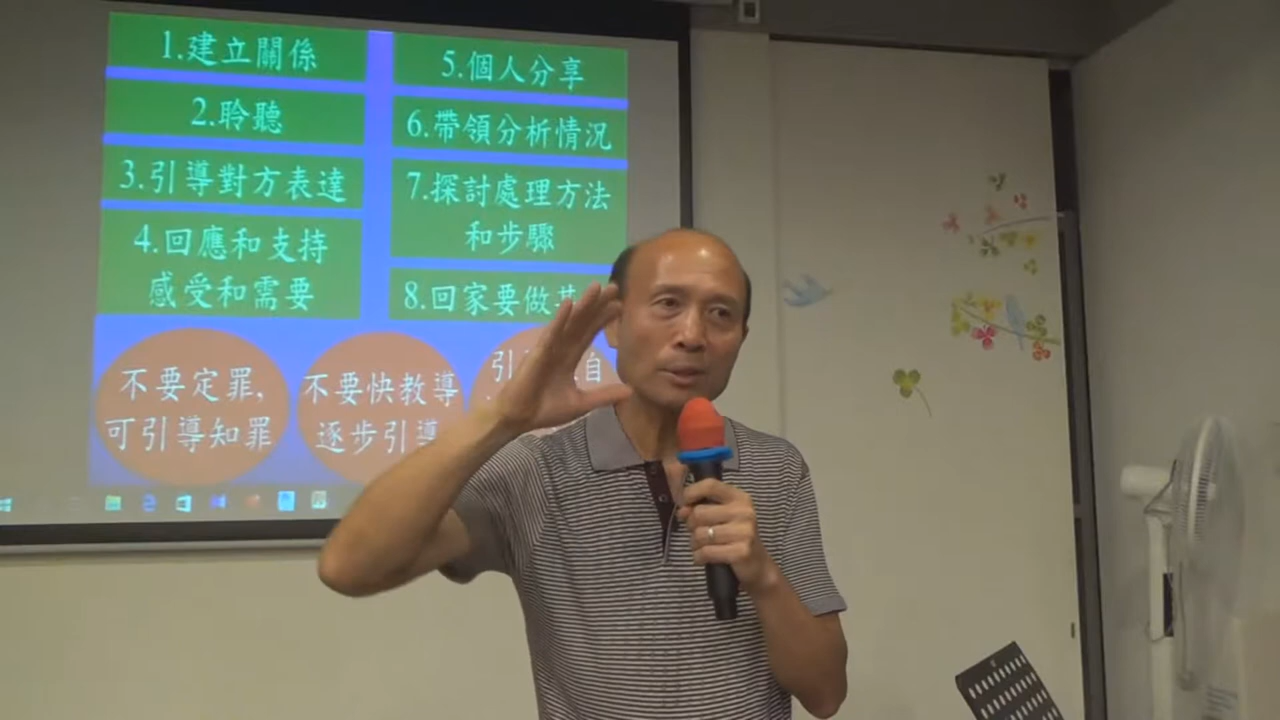 1.建立關係
2.聆聽
3.引導對方表達
4.回應和支持
感受和需要
5.個人分享
6.帶領分析情況
7.探討處理方法
和步驟
8.回家要做
不要定罪,
可引導知罪
不要快教導
逐步引導
引
自